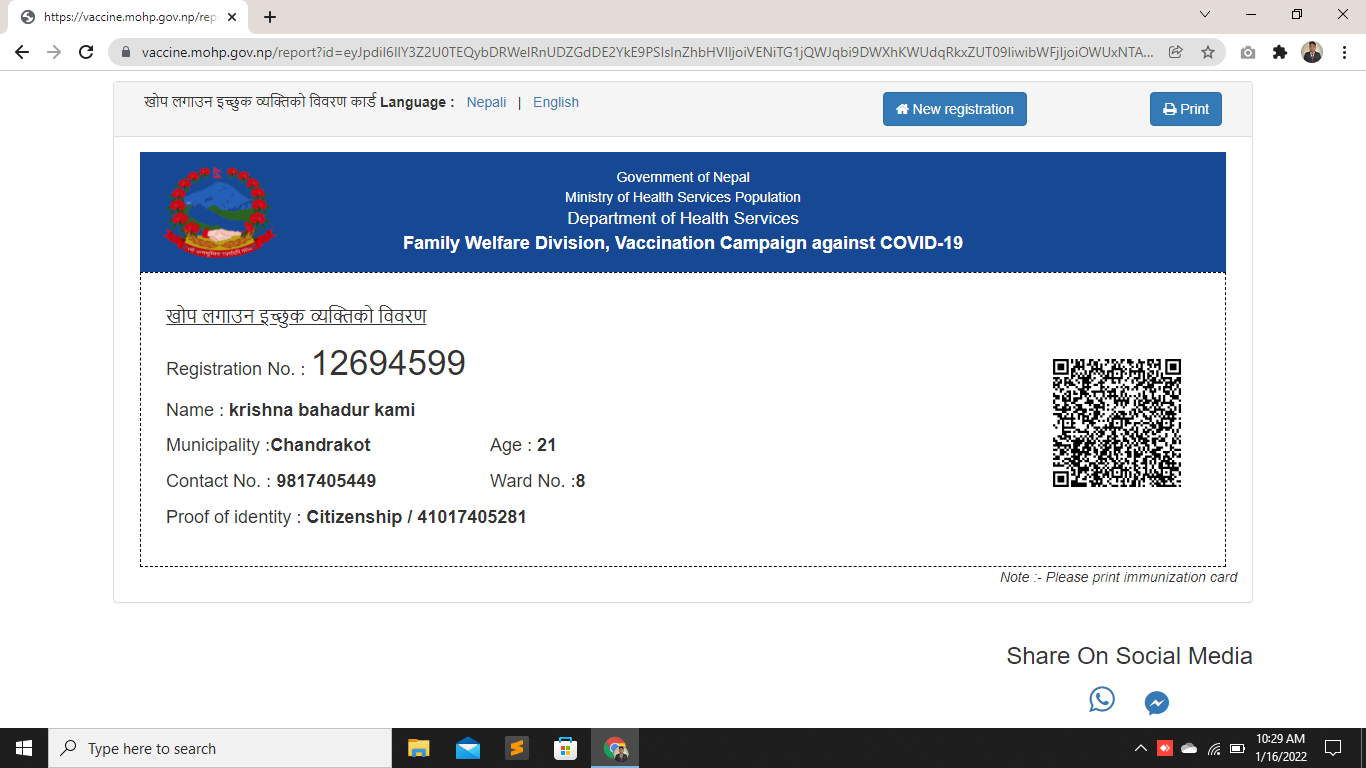 https://vaccine.mohp.gov.np/rep
vaccine.mohp.gov.np/report?id=eyJpdiI6IlY3Z2U0TEQybDRWelRnUDZGdDE2YkE9PSIsInZhbHVlIjoiVENiTG1jQWJqbi9DWXhKWUdqRkxZUT09IiwibWFjIjoiOWUxNTA...
खोप लगाउन इच्छुक व्यक्तिको विवरण कार्ड Language : Nepali | English
New registration
Print
Government of Nepal
Ministry of Health Services Population
Department of Health Services
Family Welfare Division, Vaccination Campaign against COVID-19
खोप लगाउन इच्छुक व्यक्तिको विवरण
Registration No. : 12694599
Name : krishna bahadur kami
Municipality :Chandrakot Age : 21
Contact No. : 9817405449 Ward No. :8
Proof of identity : Citizenship / 41017405281
Note :- Please print immunization card
Share On Social Media
Type here to search
10:29 AM
1/16/2022